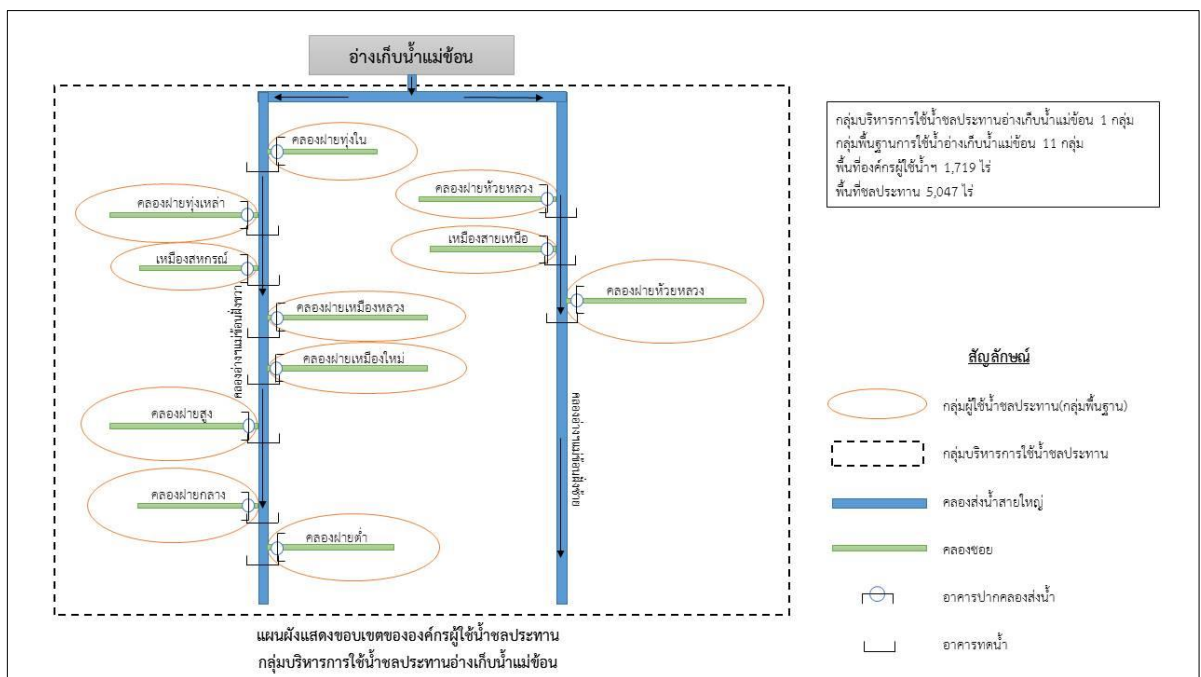 อ่างเก็บน้ำแม่ข้อน
กลุ่มบริหารการใช้น้ำชลประทานอ่างเก็บน้ำแม่ข้อน 1 กลุ่ม
กลุ่มพื้นฐานการใช้น้ำอ่างเก็บน้ำแม่ข้อน 11 กลุ่ม
พื้นที่องค์กรผู้ใช้น้ำฯ 1,719 ไร่
พื้นที่ชลประทาน 5,047 ไร่
คลองฝายทุ่งใน
คลองฝายทุ่งเหล่า
เหมืองสหกรณ์
คลองฝายเหมืองหลวง
คลองฝายเหมืองใหม่
คลองฝายสูง
คลองฝายกลาง
คลองฝายต่ำ
คลองอ่างฯแม่ข้อนฝั่งขวา
คลองฝายห้วยหลวง
เหมืองสายเหนือ
คลองฝายห้วยหลวง
คลองอ่างฯแม่ข้อนฝั่งซ้าย
สัญลักษณ์
กลุ่มผู้ใช้น้ำชลประทาน(กลุ่มพื้นฐาน)
กลุ่มบริหารการใช้น้ำชลประทาน
คลองส่งน้ำสายใหญ่
คลองซอย
อาคารปากคลองส่งน้ำ
อาคารทดน้ำ
แผนผังแสดงขอบเขตขององค์กรผู้ใช้น้ำชลประทาน
กลุ่มบริหารการใช้น้ำชลประทานอ่างเก็บน้ำแม่ข้อน